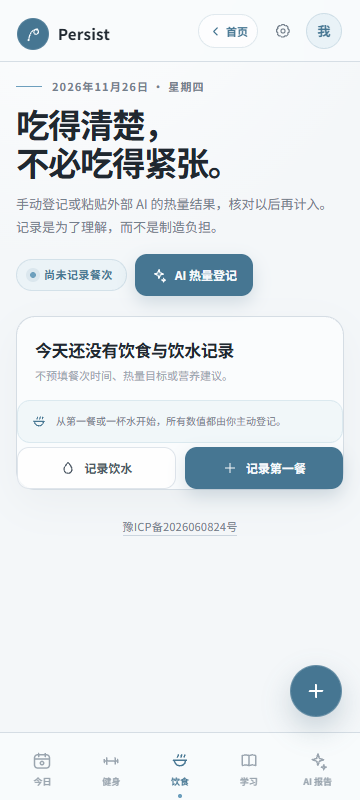 Persist
首页
我
2026年11月26日 · 星期四
吃得清楚，
不必吃得紧张。
手动登记或粘贴外部 AI 的热量结果，核对以后再计入。
记录是为了理解，而不是制造负担。
尚未记录餐次
AI 热量登记
今天还没有饮食与饮水记录
不预填餐次时间、热量目标或营养建议。
从第一餐或一杯水开始，所有数值都由你主动登记。
记录饮水
记录第一餐
豫ICP备2026060824号
今日
健身
饮食
学习
AI 报告